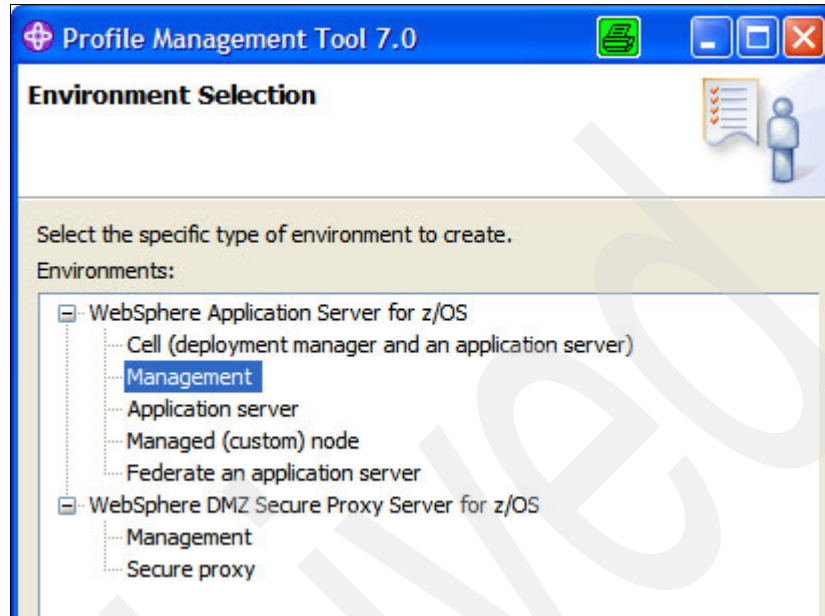 Profile Management Tool 7.0
Environment Selection
Select the specific type of environment to create.
Environments:
WebSphere Application Server for z/OS
Cell (deployment manager and an application server)
Management
Application server
Managed (custom) node
Federate an application server
WebSphere DMZ Secure Proxy Server for z/OS
Management
Secure proxy